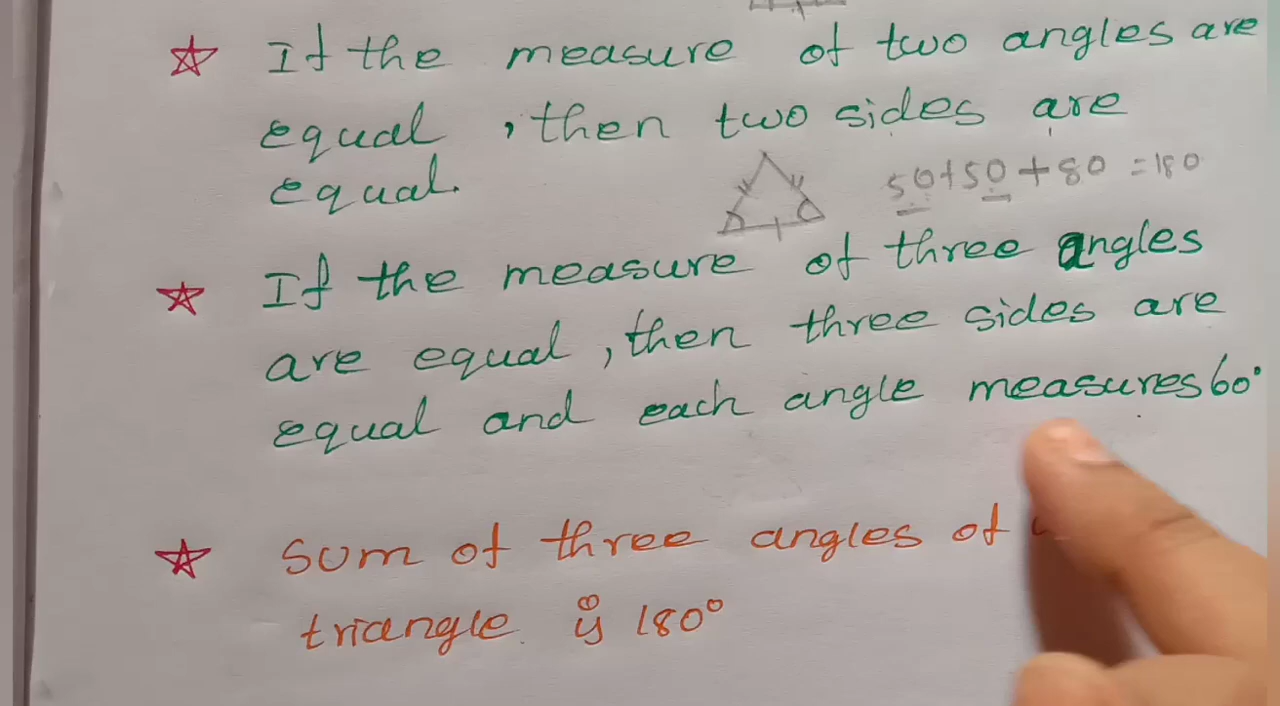 ☆ If the measure of two angles are
equal, then two sides are
equal.
50+50+80=180
☆ If the measure of three angles
are equal, then three sides are
equal and each angle measures 60°
☆ Sum of three angles of
triangle is 180°